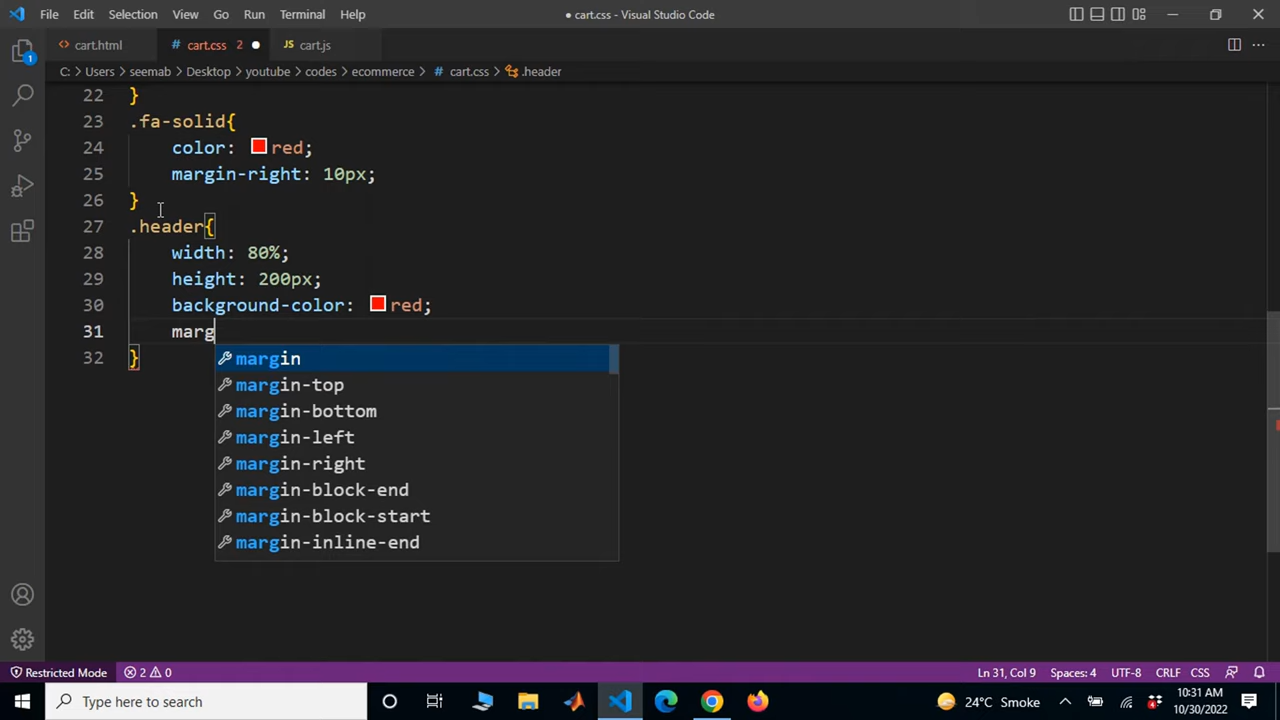 File Edit Selection View Go Run Terminal Help ● cart.css - Visual Studio Code
cart.html # cart.css 2 ● JS cart.js
C: > Users > seemab > Desktop > youtube > codes > ecommerce > # cart.css > .header
22 }
23 .fa-solid{
24 color: red;
25 margin-right: 10px;
26 }
27 .header{
28 width: 80%;
29 height: 200px;
30 background-color: red;
31 marg
margin
32 }
margin-top
margin-bottom
margin-left
margin-right
margin-block-end
margin-block-start
margin-inline-end
1
Restricted Mode 2 0 Ln 31, Col 9 Spaces: 4 UTF-8 CRLF CSS
Type here to search 24°C Smoke 10:31 AM
10/30/2022